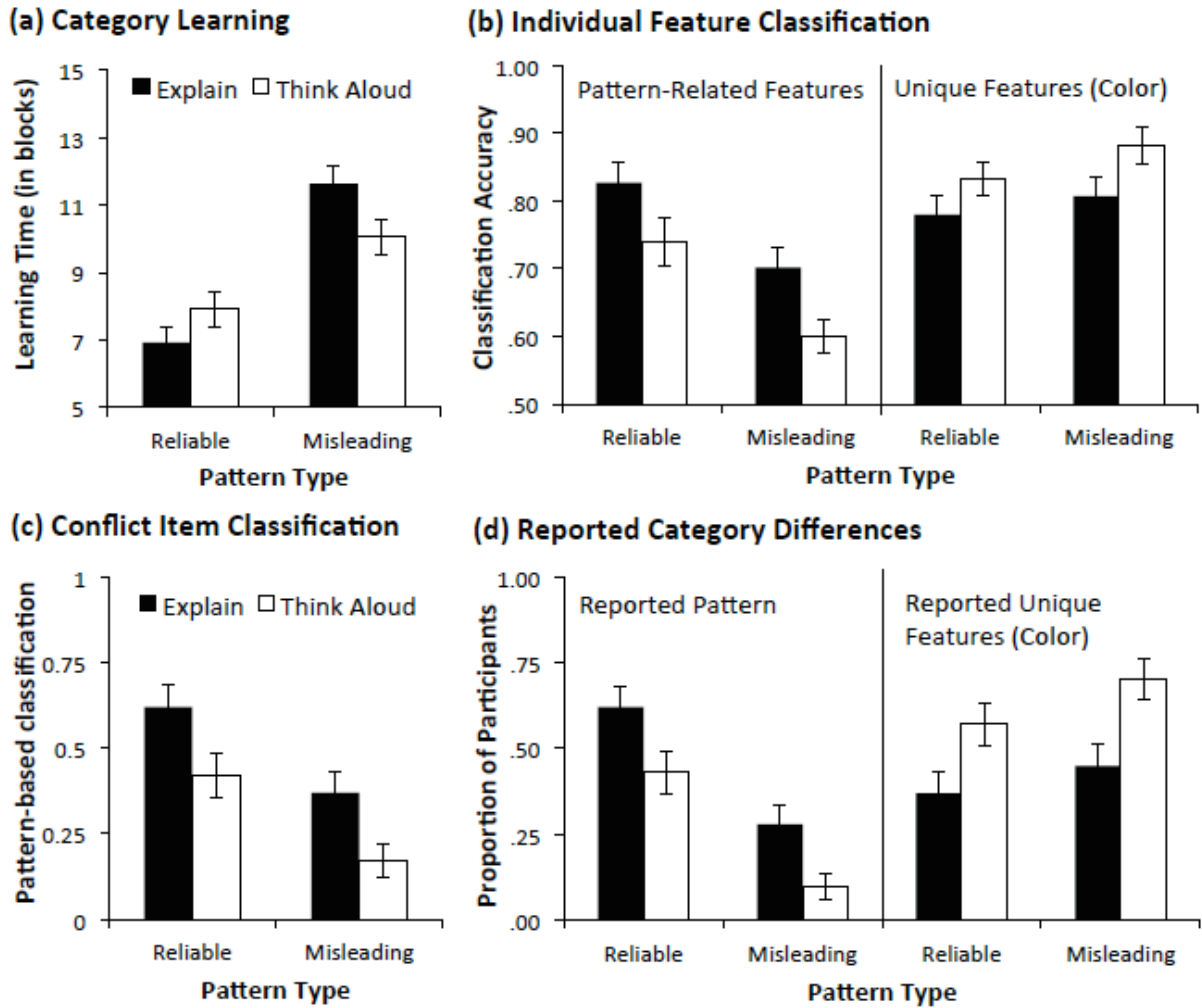 (a) Category Learning
Learning Time (in blocks)
15
13
11
9
7
5
Explain Think Aloud
Reliable Misleading
Pattern Type
(b) Individual Feature Classification
Classification Accuracy
1.00
.90
.80
.70
.60
.50
Pattern-Related Features
Unique Features (Color)
Reliable Misleading Reliable Misleading
Pattern Type
(c) Conflict Item Classification
Pattern-based classification
1
0.75
0.5
0.25
0
Explain Think Aloud
Reliable Misleading
Pattern Type
(d) Reported Category Differences
Proportion of Participants
1.00
.75
.50
.25
.00
Reported Pattern
Reported Unique
Features (Color)
Reliable Misleading Reliable Misleading
Pattern Type